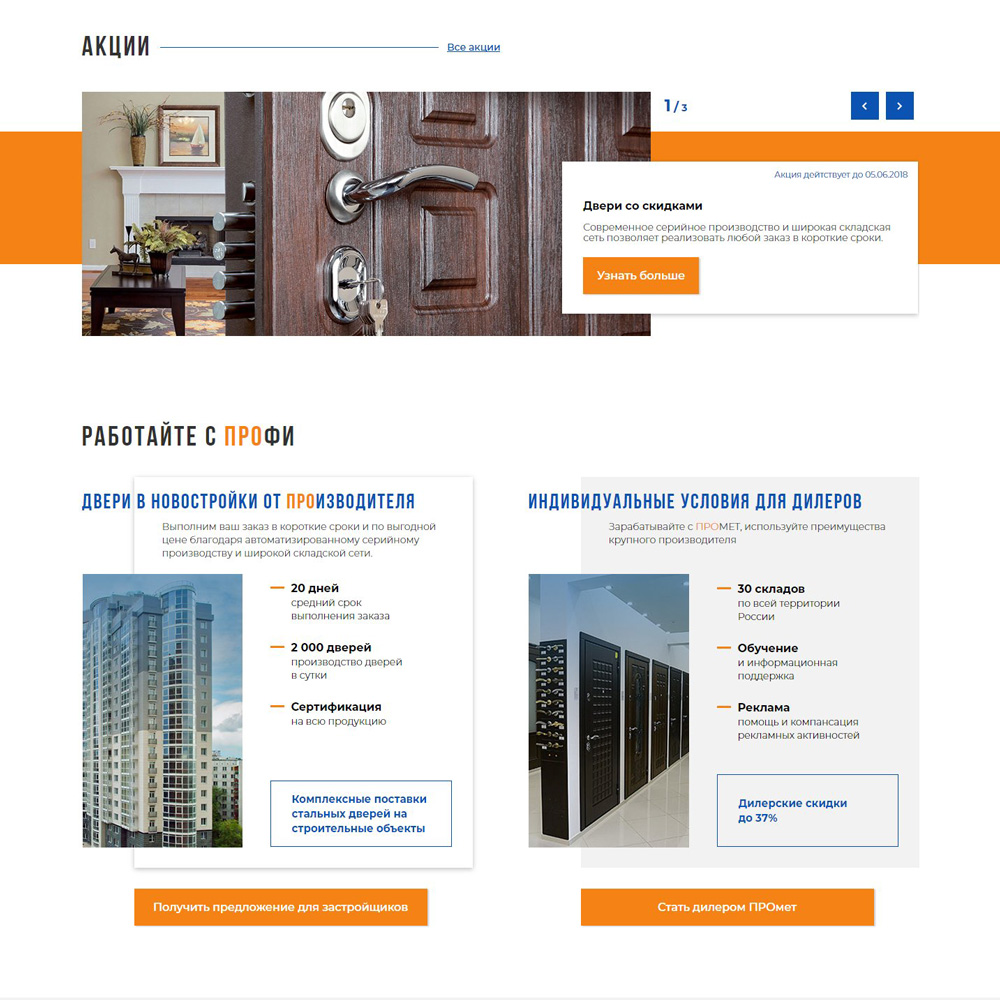 АКЦИИ
Все акции
1/3
Акция дейтствует до 05.06.2018
Двери со скидками
Современное серийное производство и широкая складская
сеть позволяет реализовать любой заказ в короткие сроки.
Узнать больше
РАБОТАЙТЕ С ПРОФИ
ДВЕРИ В НОВОСТРОЙКИ ОТ ПРОИЗВОДИТЕЛЯ
Выполним ваш заказ в короткие сроки и по выгодной
цене благодаря автоматизированному серийному
производству и широкой складской сети.
20 дней
средний срок
выполнения заказа
2 000 дверей
производство дверей
в сутки
Сертификация
на всю продукцию
Комплексные поставки
стальных дверей на
строительные объекты
Получить предложение для застройщиков
ИНДИВИДУАЛЬНЫЕ УСЛОВИЯ ДЛЯ ДИЛЕРОВ
Зарабатывайте с ПРОМЕТ, используйте преимущества
крупного производителя
30 складов
по всей территории
России
Обучение
и информационная
поддержка
Реклама
помощь и компансация
рекламных активностей
Дилерские скидки
до 37%
Стать дилером ПРОмет